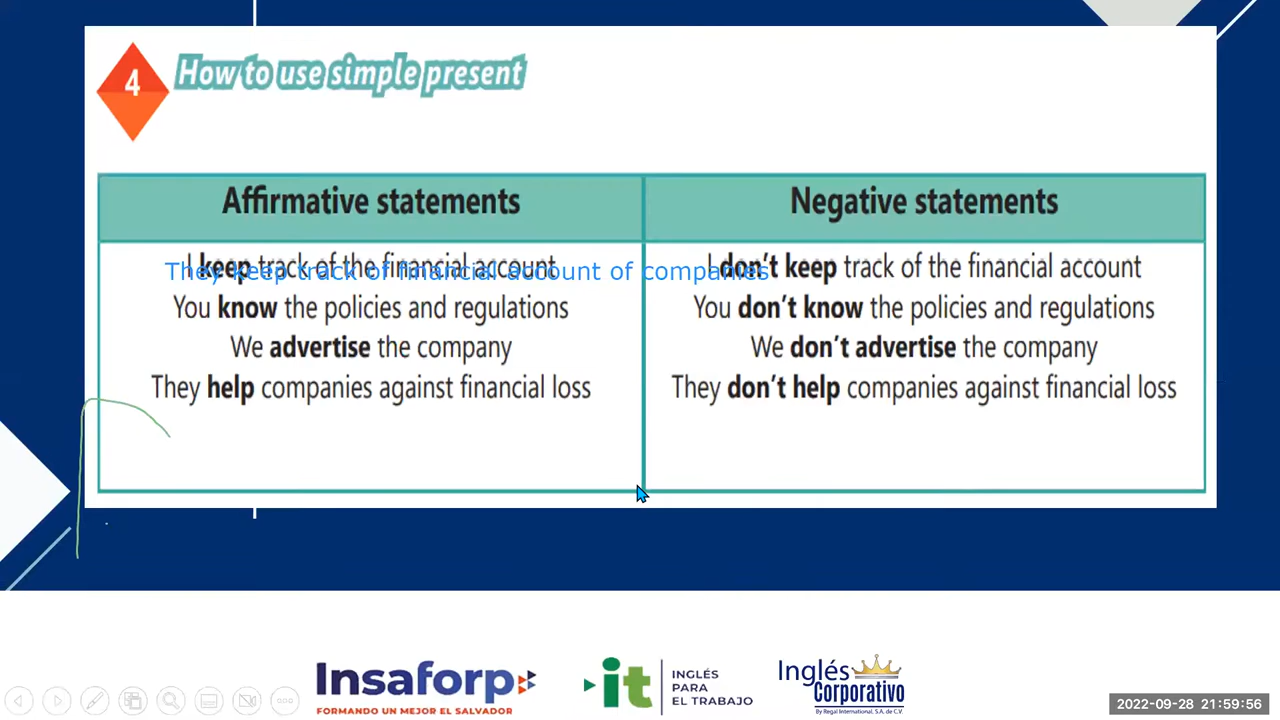 4
How to use simple present
Affirmative statements
Negative statements
I keep track of the financial account
They keep track of financial account of companies
You know the policies and regulations
We advertise the company
They help companies against financial loss
I don't keep track of the financial account
You don't know the policies and regulations
We don't advertise the company
They don't help companies against financial loss
Insaforp
FORMANDO UN MEJOR EL SALVADOR
it
INGLÉS
PARA
EL TRABAJO
Inglés
Corporativo
By Regal International, S.A. de C.V.
2022-09-28 21:59:56